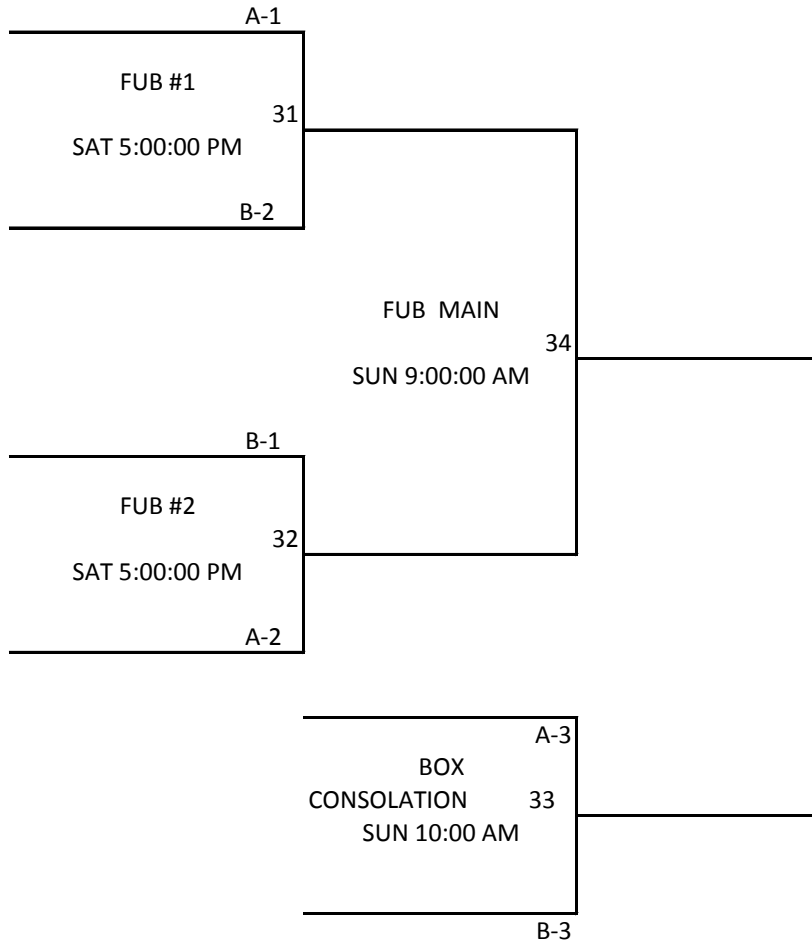 A-1
FUB #1
31
SAT 5:00:00 PM
B-2
FUB MAIN
34
SUN 9:00:00 AM
B-1
FUB #2
32
SAT 5:00:00 PM
A-2
A-3
BOX
CONSOLATION 33
SUN 10:00 AM
B-3